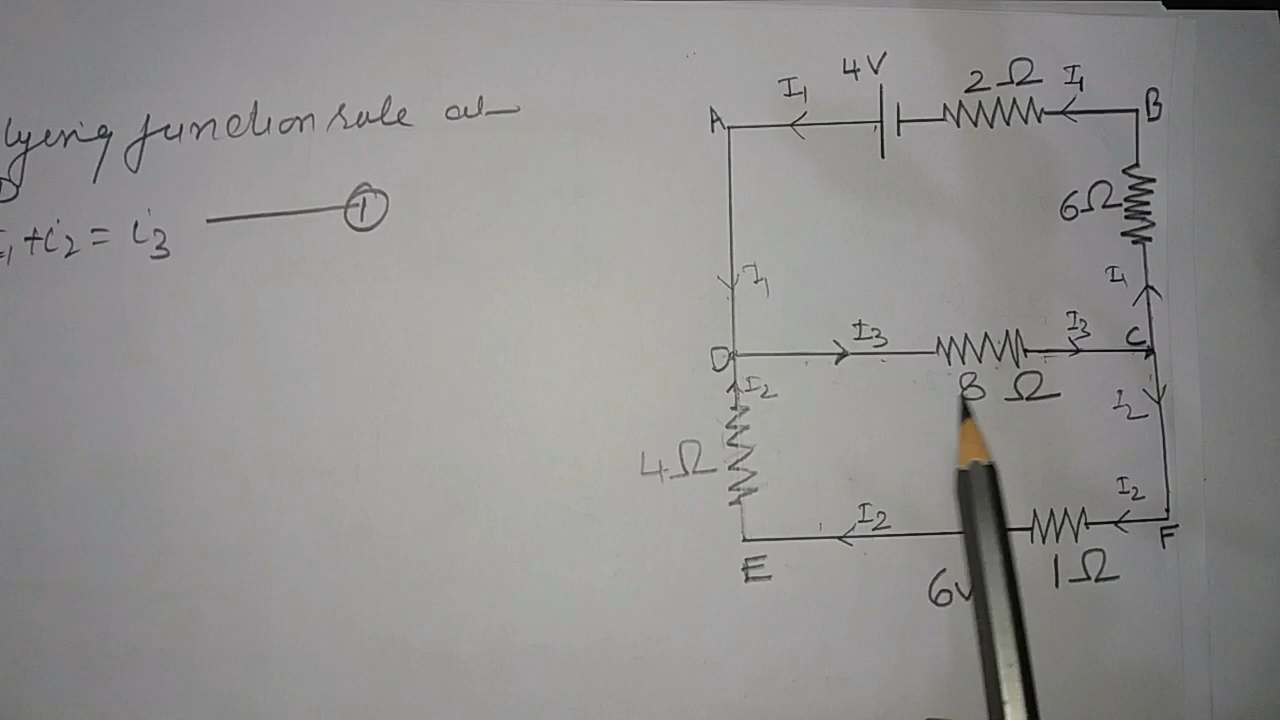 lying junction rule at
D
I₁+i₂= i₃ ——— ①
4V
2 Ω
I₁
I₁
A
B
6Ω
I₁
I₁
D
I₃
I₃
C
8 Ω
I₂
I₂
4Ω
I₂
I₂
E
F
6V
1Ω